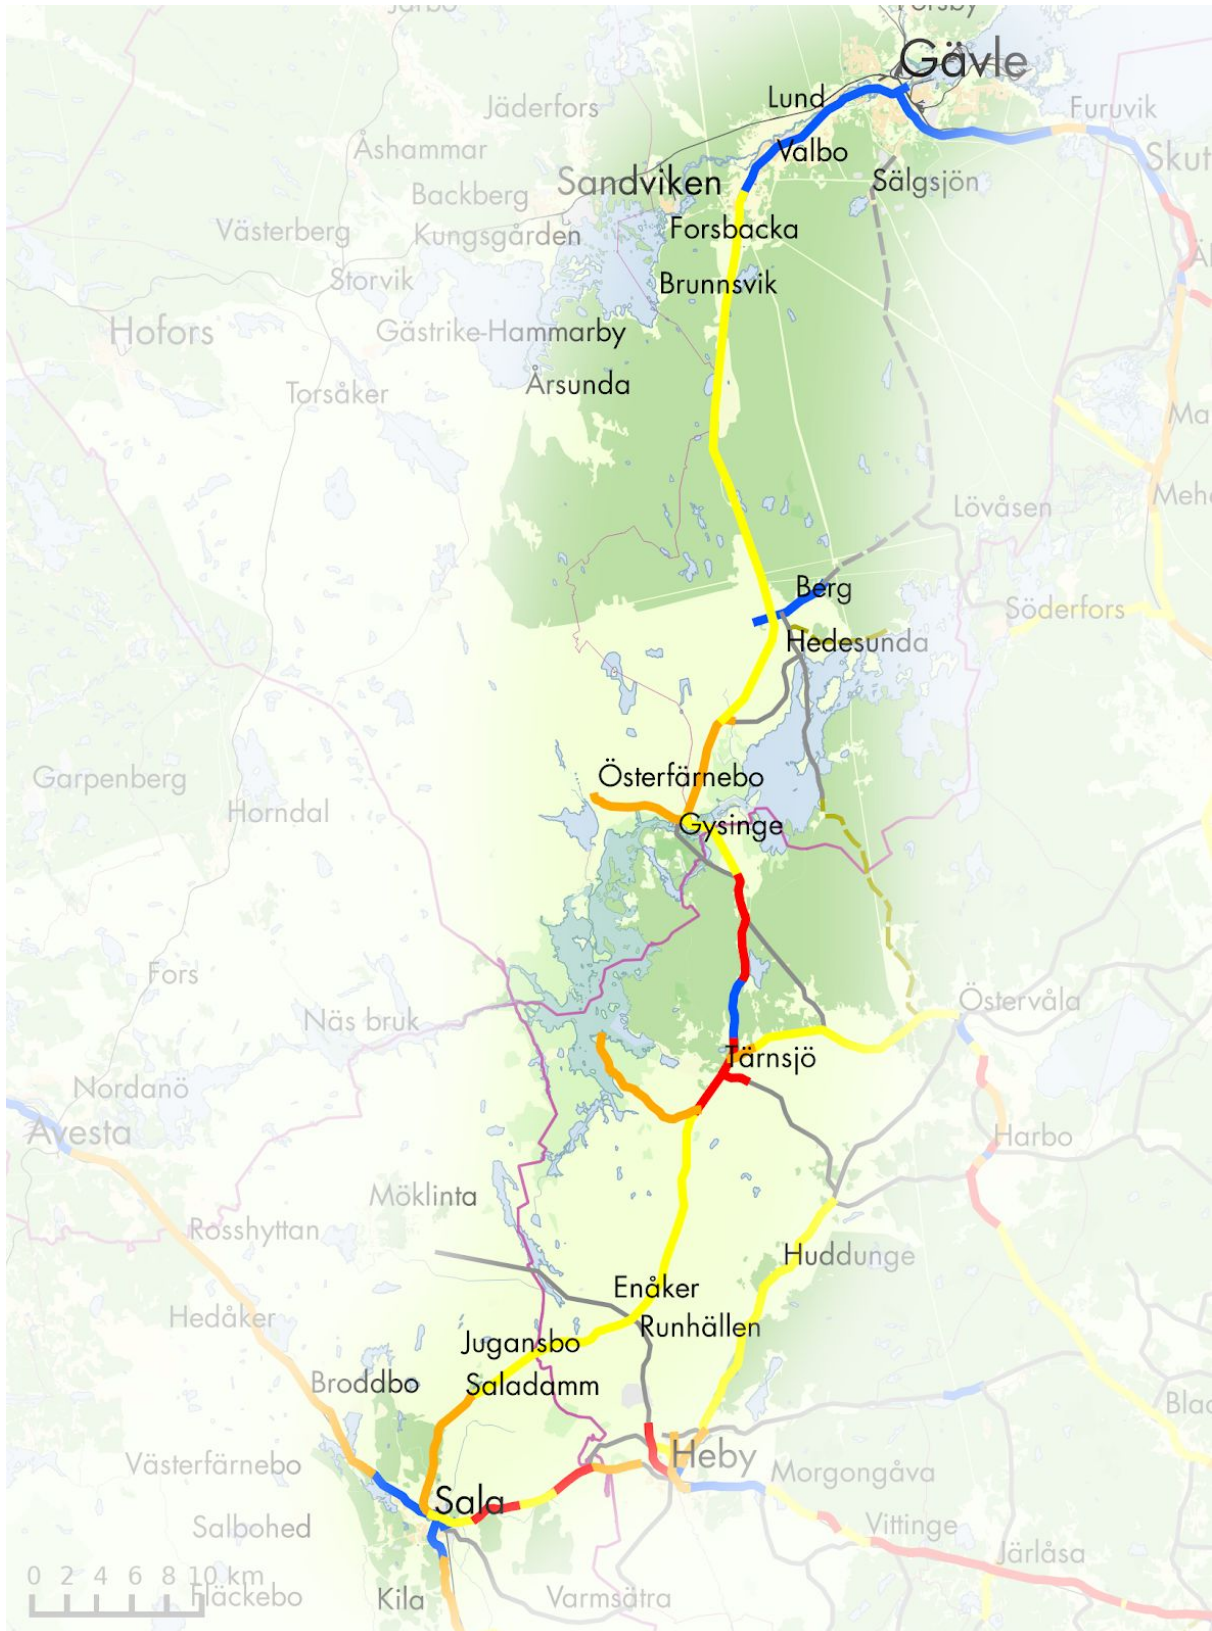 Gävle
Lund
Furuvik
Jäderfors
Åshammar
Valbo
Sandviken
Sälgsjön
Backberg
Västerberg
Kungsgården
Forsbacka
Storvik
Brunnsvik
Hofors
Gästrike-Hammarby
Årsunda
Torsåker
Lövåsen
Berg
Söderfors
Hedesunda
Garpenberg
Österfärnebo
Horndal
Gysinge
Fors
Östervåla
Näs bruk
Tärnsjö
Nordanö
Avesta
Harbo
Möklinta
Rosshyttan
Huddunge
Enåker
Hedåker
Runhällen
Jugansbo
Broddbo
Saladamm
Västerfärnebo
Heby
Morgongåva
Sala
Salbohed
Vittinge
Järlåsa
0 2 4 6 8 10 km
Kila
Varmsätra